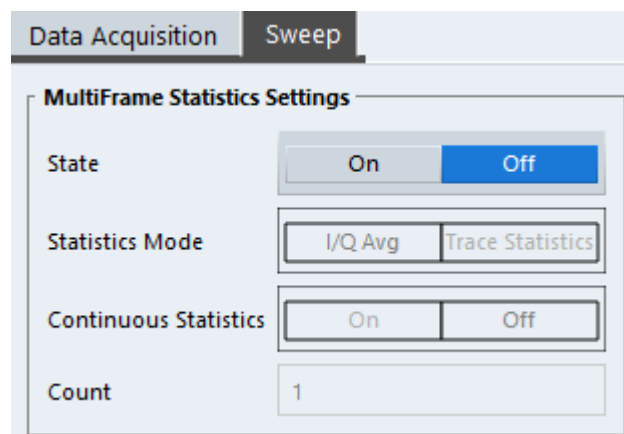 Data Acquisition Sweep
MultiFrame Statistics Settings
State On Off
Statistics Mode I/Q Avg Trace Statistics
Continuous Statistics On Off
Count 1